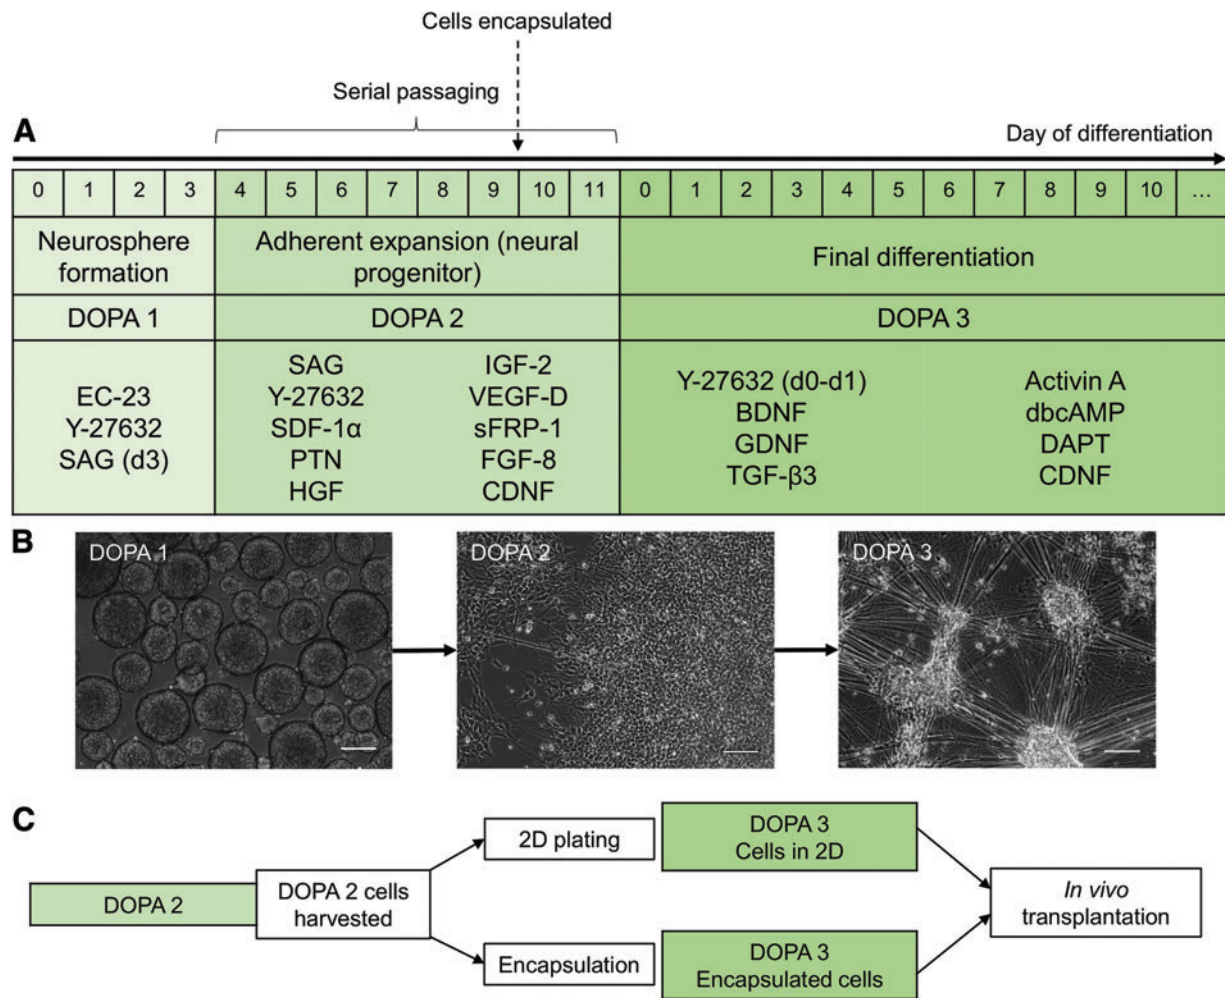 Cells encapsulated
Serial passaging
A
Day of differentiation
0 1 2 3 4 5 6 7 8 9 10 11 0 1 2 3 4 5 6 7 8 9 10 ...
Neurosphere
formation
Adherent expansion (neural
progenitor)
Final differentiation
DOPA 1
DOPA 2
DOPA 3
EC-23
Y-27632
SAG (d3)
SAG
Y-27632
SDF-1α
PTN
HGF
IGF-2
VEGF-D
sFRP-1
FGF-8
CDNF
Y-27632 (d0-d1)
BDNF
GDNF
TGF-β3
Activin A
dbcAMP
DAPT
CDNF
B
DOPA 1
DOPA 2
DOPA 3
C
DOPA 2
DOPA 2 cells
harvested
2D plating
DOPA 3
Cells in 2D
Encapsulation
DOPA 3
Encapsulated cells
In vivo
transplantation